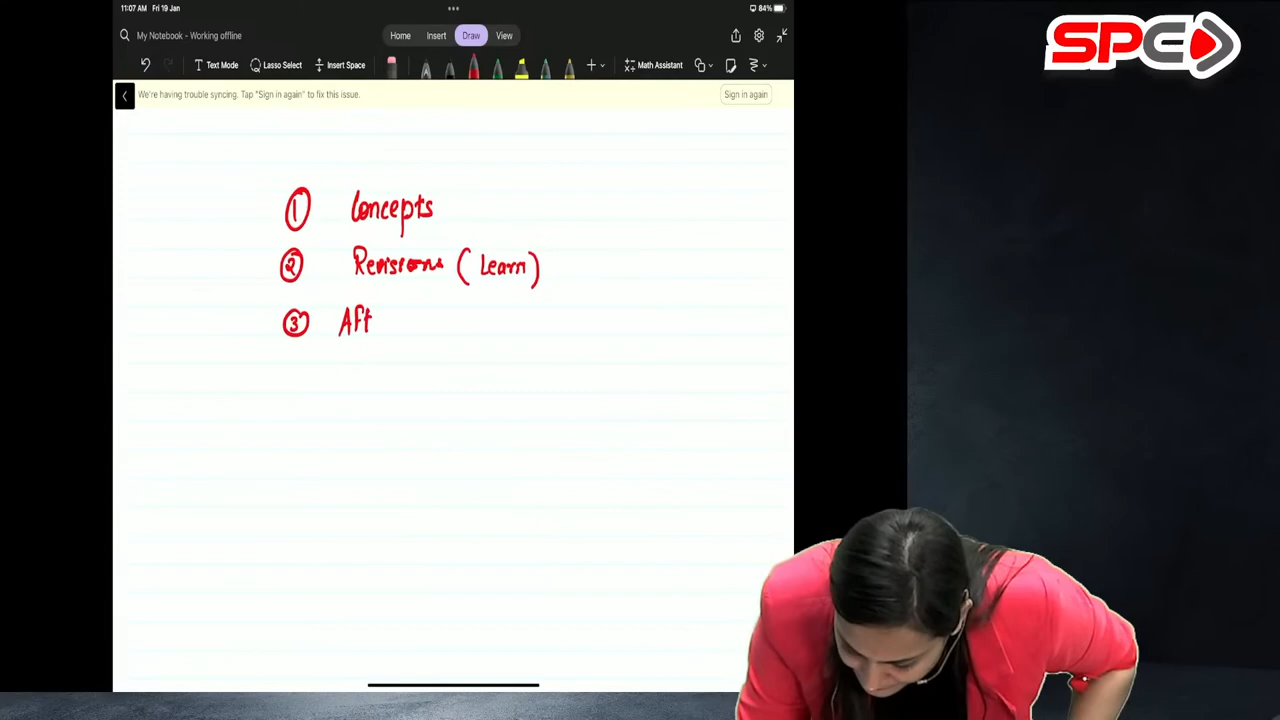 11:07 AM Fri 19 Jan
84%
My Notebook - Working offline
Home Insert Draw View
Text Mode Lasso Select Insert Space Math Assistant
We're having trouble syncing. Tap "Sign in again" to fix this issue.
Sign in again
SPE
① Concepts
② Revisions (Learn)
③ Aft